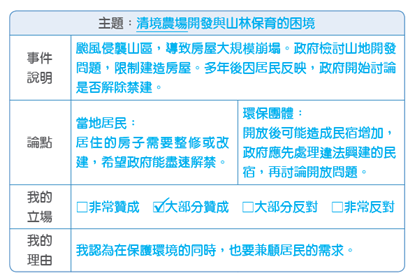 主題：清境農場開發與山林保育的困境
事件
說明
颱風侵襲山區，導致房屋大規模崩塌。政府檢討山地開發
問題，限制建造房屋。多年後因居民反映，政府開始討論
是否解除禁建。
論點
當地居民：
居住的房子需要整修或改
建，希望政府能盡速解禁。
環保團體：
開放後可能造成民宿增加，
政府應先處理違法興建的民
宿，再討論開放問題。
我的
立場
□非常贊成 ☑大部分贊成 □大部分反對 □非常反對
我的
理由
我認為在保護環境的同時，也要兼顧居民的需求。